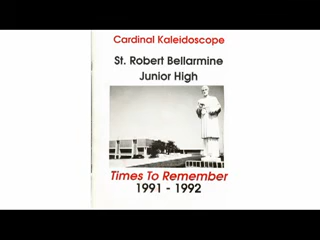 Cardinal Kaleidoscope
St. Robert Bellarmine
Junior High
Times To Remember
1991 - 1992